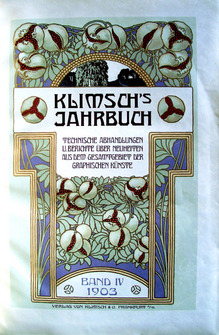 KLIMSCH'S
JAHRBUCH
TECHNISCHE ABHANDLUNGEN
U. BERICHTE ÜBER NEUHEITEN
AUS DEM GESAMTGEBIET DER
GRAPHISCHEN KÜNSTE
BAND IV
1903
VERLAG VON KLIMSCH & CO FRANKFURT a/M.